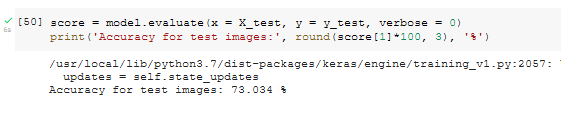 [50] score = model.evaluate(x = X_test, y = y_test, verbose = 0)
6s print('Accuracy for test images:', round(score[1]*100, 3), '%')
/usr/local/lib/python3.7/dist-packages/keras/engine/training_v1.py:2057:
updates = self.state_updates
Accuracy for test images: 73.034 %